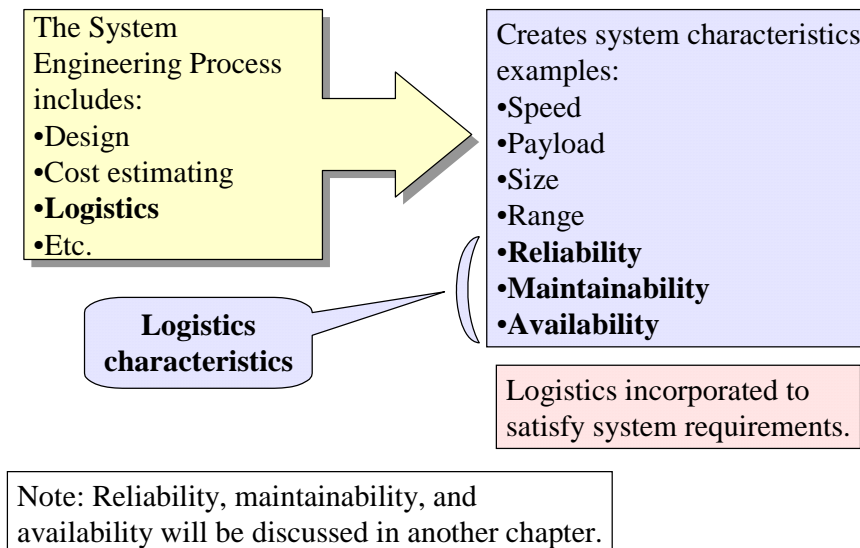 The System
Engineering Process
includes:
•Design
•Cost estimating
•Logistics
•Etc.
Creates system characteristics
examples:
•Speed
•Payload
•Size
•Range
•Reliability
•Maintainability
•Availability
Logistics
characteristics
Logistics incorporated to
satisfy system requirements.
Note: Reliability, maintainability, and
availability will be discussed in another chapter.